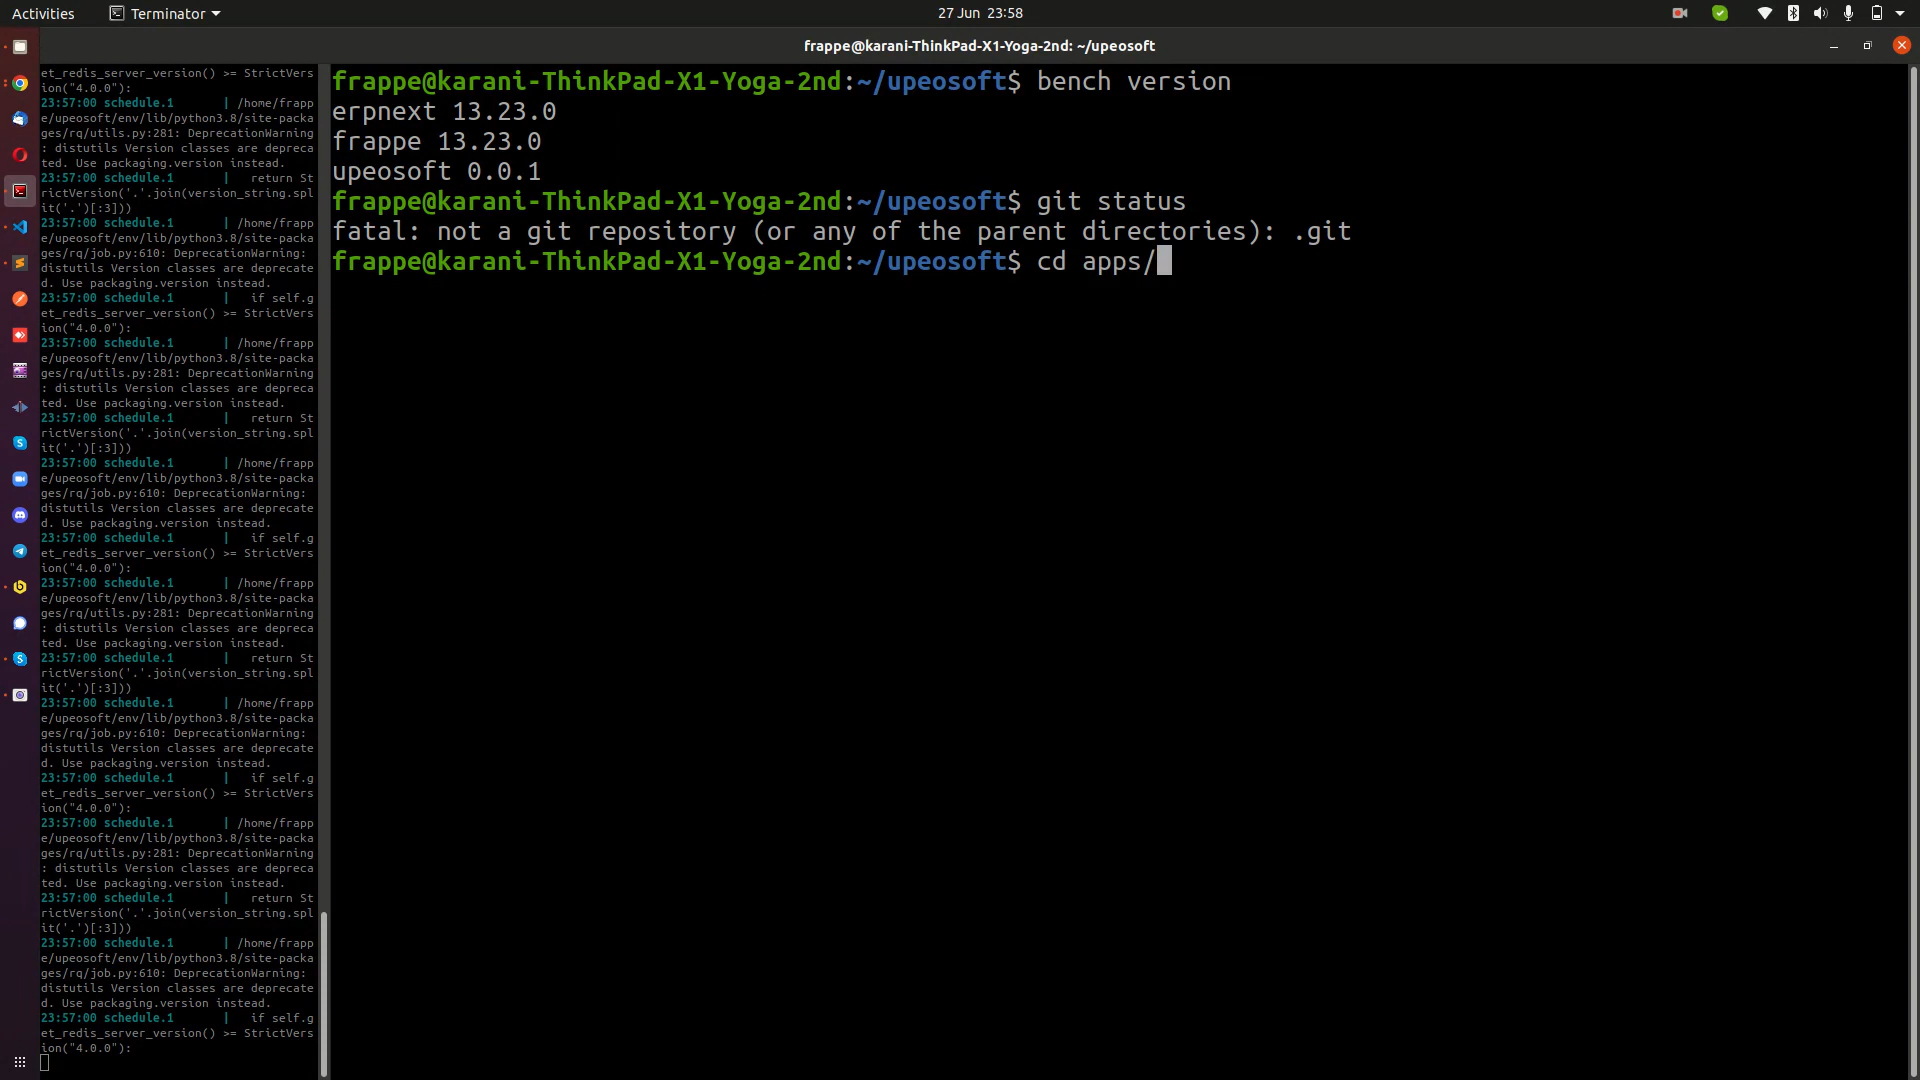 Activities
Terminator
27 Jun 23:58
frappe@karani-ThinkPad-X1-Yoga-2nd: ~/upeosoft
et_redis_server_version() >= StrictVers
ion("4.0.0"):
23:57:00 schedule.1 | /home/frapp
e/upeosoft/env/lib/python3.8/site-packa
ges/rq/utils.py:281: DeprecationWarning
: distutils Version classes are depreca
ted. Use packaging.version instead.
23:57:00 schedule.1 | return St
rictVersion('.'.join(version_string.spl
it('.')[:3]))
23:57:00 schedule.1 | /home/frapp
e/upeosoft/env/lib/python3.8/site-packa
ges/rq/job.py:610: DeprecationWarning:
distutils Version classes are deprecate
d. Use packaging.version instead.
23:57:00 schedule.1 | if self.g
et_redis_server_version() >= StrictVers
ion("4.0.0"):
23:57:00 schedule.1 | /home/frapp
e/upeosoft/env/lib/python3.8/site-packa
ges/rq/utils.py:281: DeprecationWarning
: distutils Version classes are depreca
ted. Use packaging.version instead.
23:57:00 schedule.1 | return St
rictVersion('.'.join(version_string.spl
it('.')[:3]))
23:57:00 schedule.1 | /home/frapp
e/upeosoft/env/lib/python3.8/site-packa
ges/rq/job.py:610: DeprecationWarning:
distutils Version classes are deprecate
d. Use packaging.version instead.
23:57:00 schedule.1 | if self.g
et_redis_server_version() >= StrictVers
ion("4.0.0"):
23:57:00 schedule.1 | /home/frapp
e/upeosoft/env/lib/python3.8/site-packa
ges/rq/utils.py:281: DeprecationWarning
: distutils Version classes are depreca
ted. Use packaging.version instead.
23:57:00 schedule.1 | return St
rictVersion('.'.join(version_string.spl
it('.')[:3]))
23:57:00 schedule.1 | /home/frapp
e/upeosoft/env/lib/python3.8/site-packa
ges/rq/job.py:610: DeprecationWarning:
distutils Version classes are deprecate
d. Use packaging.version instead.
23:57:00 schedule.1 | if self.g
et_redis_server_version() >= StrictVers
ion("4.0.0"):
23:57:00 schedule.1 | /home/frapp
e/upeosoft/env/lib/python3.8/site-packa
ges/rq/utils.py:281: DeprecationWarning
: distutils Version classes are depreca
ted. Use packaging.version instead.
23:57:00 schedule.1 | return St
rictVersion('.'.join(version_string.spl
it('.')[:3]))
23:57:00 schedule.1 | /home/frapp
e/upeosoft/env/lib/python3.8/site-packa
ges/rq/job.py:610: DeprecationWarning:
distutils Version classes are deprecate
d. Use packaging.version instead.
23:57:00 schedule.1 | if self.g
et_redis_server_version() >= StrictVers
ion("4.0.0"):
frappe@karani-ThinkPad-X1-Yoga-2nd:~/upeosoft$ bench version
erpnext 13.23.0
frappe 13.23.0
upeosoft 0.0.1
frappe@karani-ThinkPad-X1-Yoga-2nd:~/upeosoft$ git status
fatal: not a git repository (or any of the parent directories): .git
frappe@karani-ThinkPad-X1-Yoga-2nd:~/upeosoft$ cd apps/